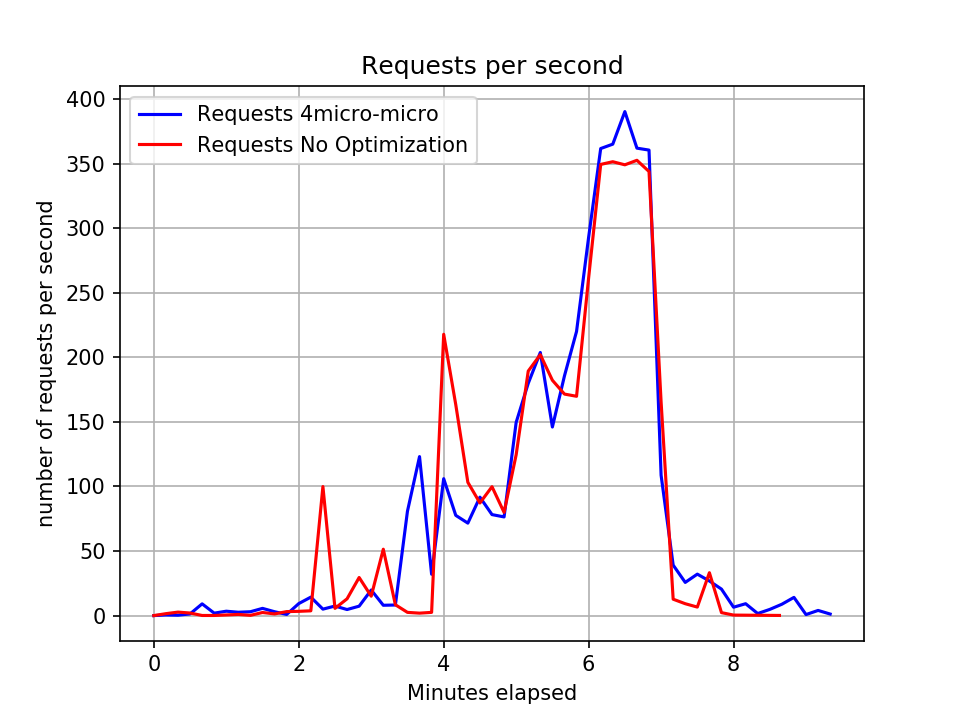 Requests per second
Requests 4micro-micro
Requests No Optimization
number of requests per second
400
350
300
250
200
150
100
50
0
0 2 4 6 8
Minutes elapsed